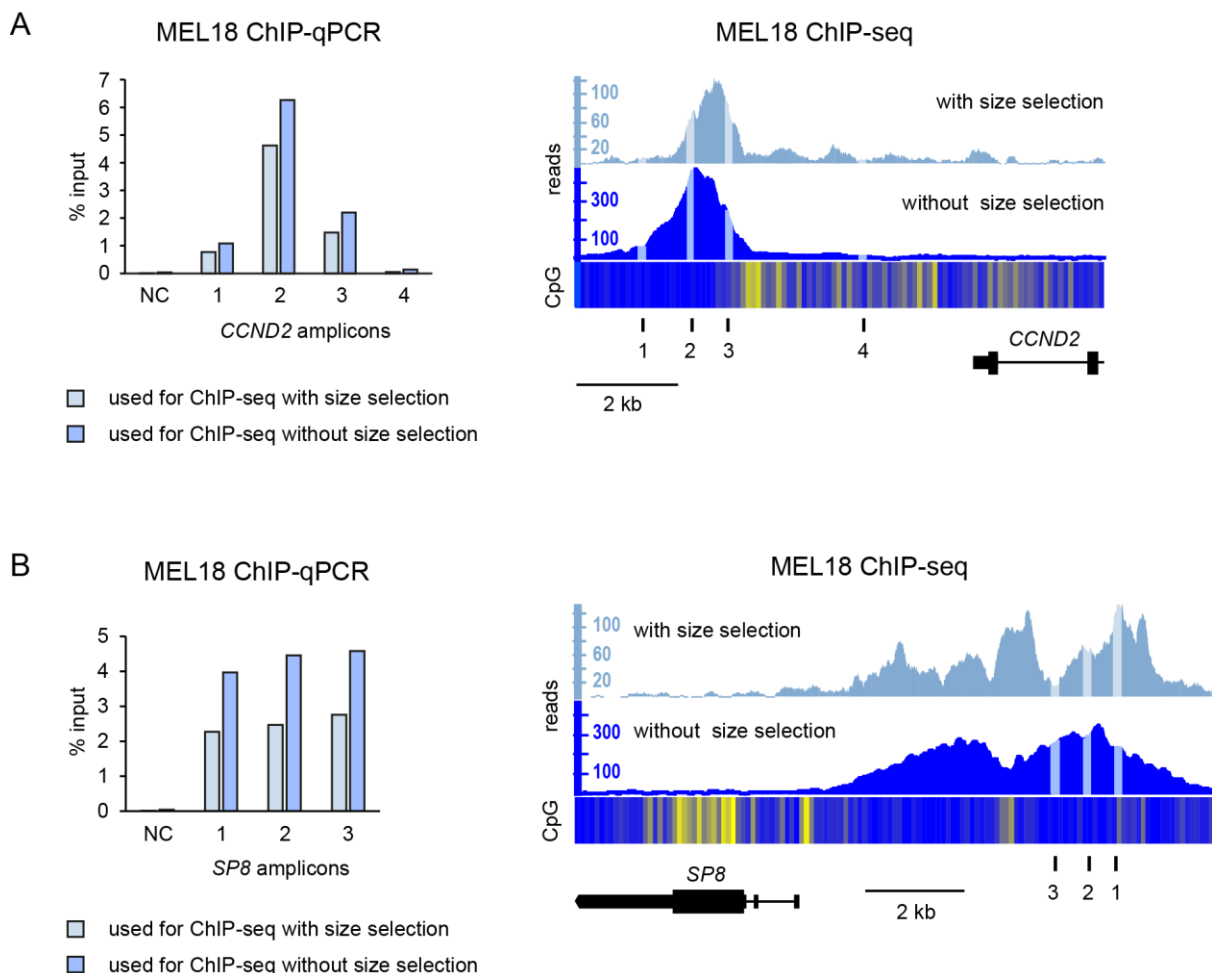 A
MEL18 ChIP-qPCR
7
6
5
4
3
2
1
0
% input
NC 1 2 3 4
CCND2 amplicons
used for ChIP-seq with size selection
used for ChIP-seq without size selection
MEL18 ChIP-seq
100
60
20
with size selection
reads
300
100
without size selection
CpG
1 2 3 4
CCND2
2 kb
B
MEL18 ChIP-qPCR
5
4
3
2
1
0
% input
NC 1 2 3
SP8 amplicons
used for ChIP-seq with size selection
used for ChIP-seq without size selection
MEL18 ChIP-seq
100
60
20
with size selection
reads
300
100
without size selection
CpG
3 2 1
SP8
2 kb